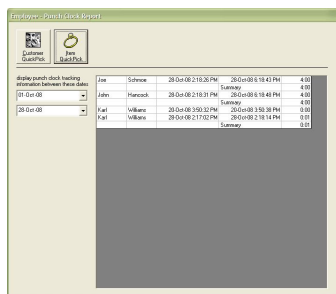 Employee - Punch Clock Report
Customer QuickPick
Item QuickPick
display punch clock tracking
information between these dates
01-Oct-08
28-Oct-08
Joe Schmoe 28-Oct-08 2:18:26 PM 28-Oct-08 6:18:43 PM 4:00
Summary 4:00
John Hancock 28-Oct-08 2:18:31 PM 28-Oct-08 6:18:48 PM 4:00
Summary 4:00
Karl Williams 20-Oct-08 3:50:32 PM 20-Oct-08 3:50:38 PM 0:00
Karl Williams 28-Oct-08 2:17:02 PM 28-Oct-08 2:18:14 PM 0:01
Summary 0:01